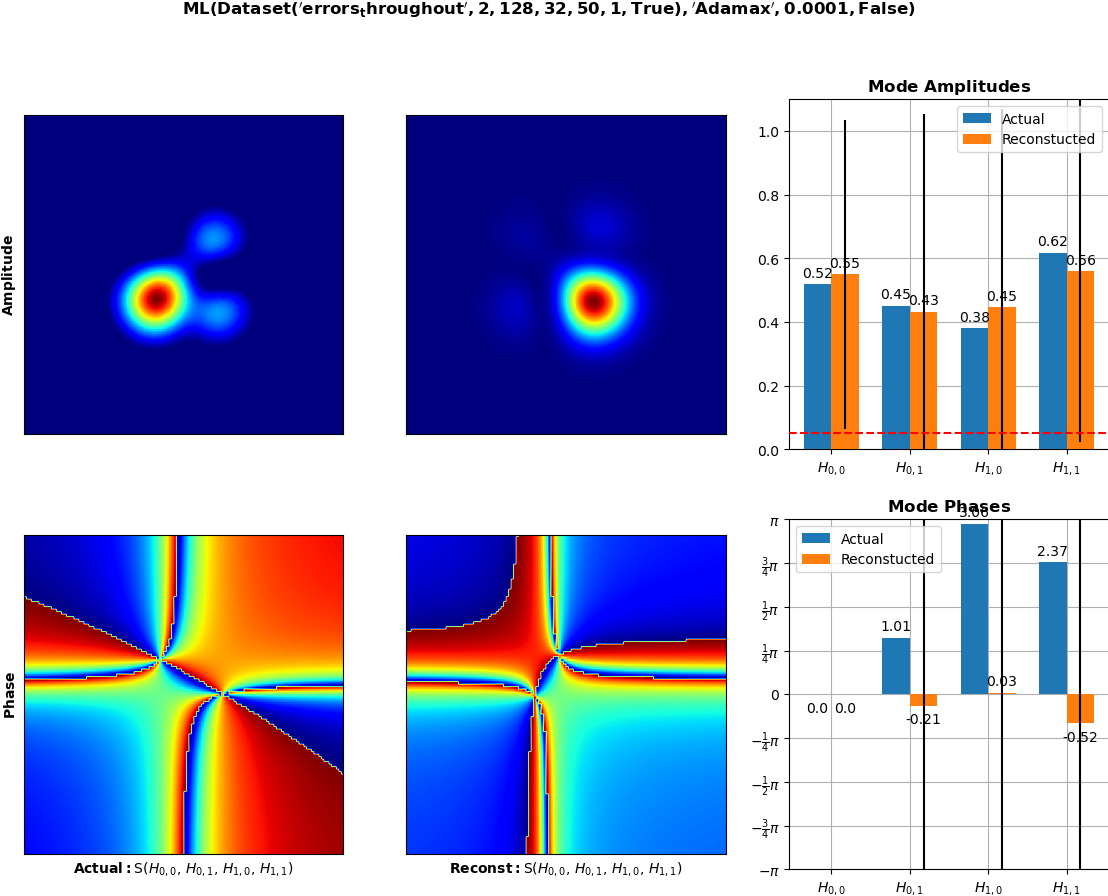 ML(Dataset('errors_throughout', 2, 128, 32, 50, 1, True), 'Adamax', 0.0001, False)
Amplitude
Mode Amplitudes
Actual
Reconstucted
1.0
0.8
0.6
0.4
0.2
0.0
0.52
0.55
0.45
0.43
0.38
0.45
0.62
0.56
H0,0
H0,1
H1,0
H1,1
Phase
Actual: S(H0,0, H0,1, H1,0, H1,1)
Reconst: S(H0,0, H0,1, H1,0, H1,1)
Mode Phases
Actual
Reconstucted
π
3/4π
1/2π
1/4π
0
−1/4π
−1/2π
−3/4π
−π
0.0
0.0
1.01
-0.21
3.06
0.03
2.37
-0.52
H0,0
H0,1
H1,0
H1,1